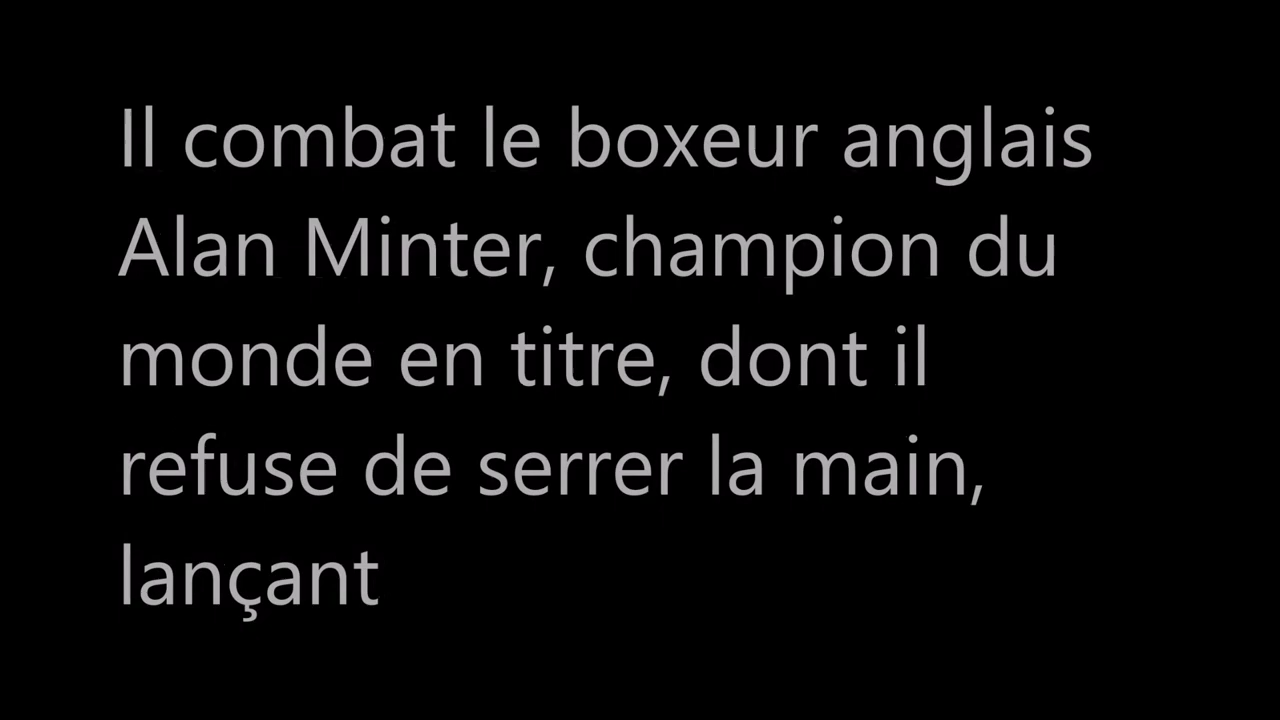 Il combat le boxeur anglais
Alan Minter, champion du
monde en titre, dont il
refuse de serrer la main,
lançant